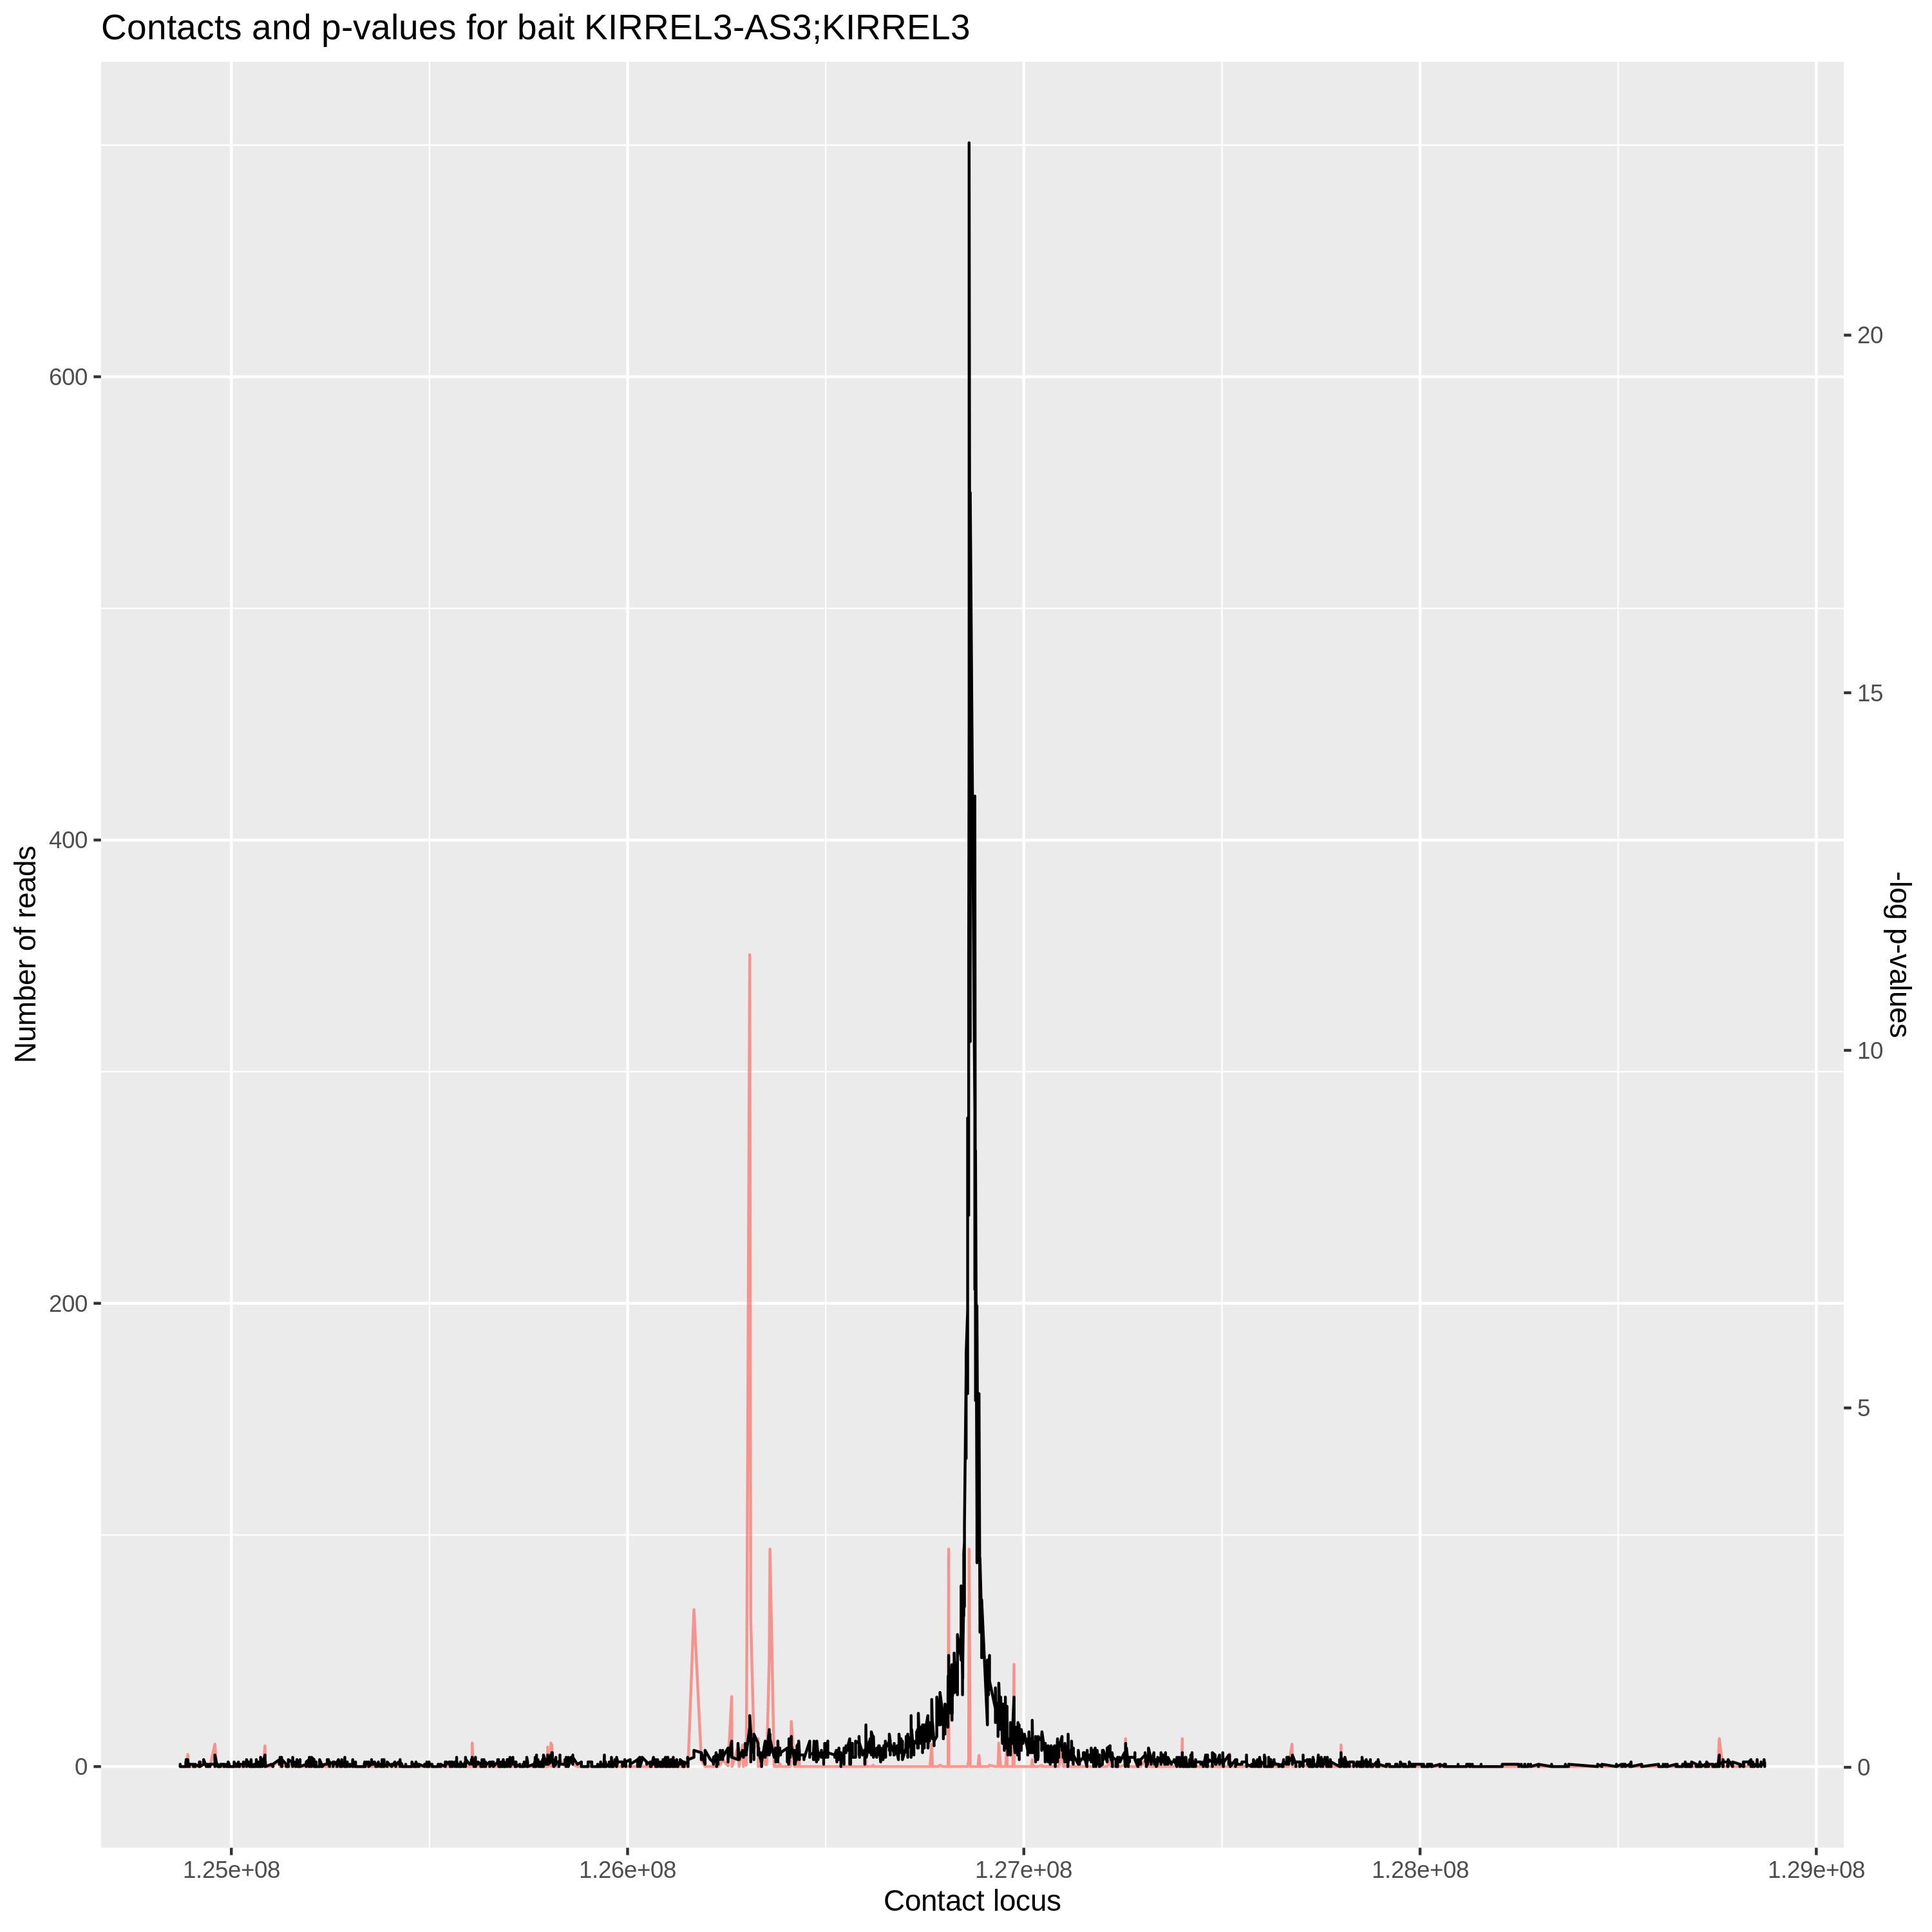 Contacts and p-values for bait KIRREL3-AS3;KIRREL3
600
400
200
0
Number of reads
20
15
10
5
0
-log p-values
1.25e+08
1.26e+08
1.27e+08
1.28e+08
1.29e+08
Contact locus